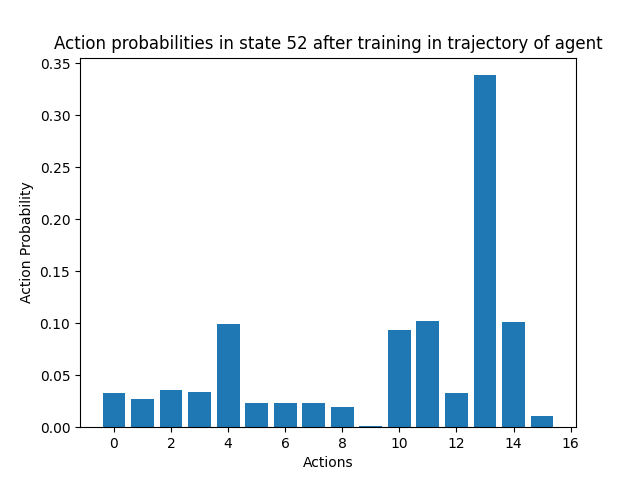 Action probabilities in state 52 after training in trajectory of agent
0.35
0.30
0.25
0.20
0.15
0.10
0.05
0.00
Action Probability
0 2 4 6 8 10 12 14 16
Actions